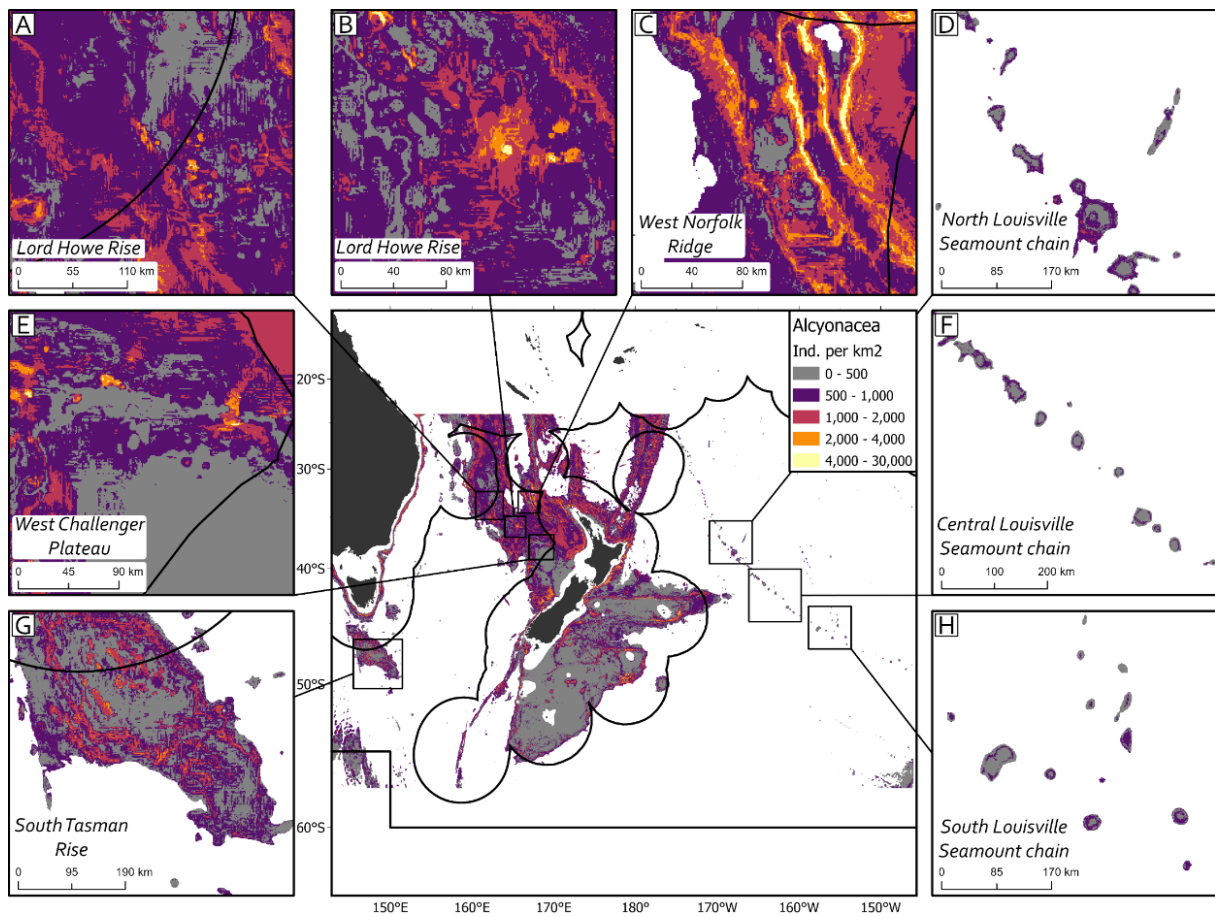 A
Lord Howe Rise
0 55 110 km
B
Lord Howe Rise
0 40 80 km
C
West Norfolk
Ridge
0 40 80 km
D
North Louisville
Seamount chain
0 85 170 km
E
West Challenger
Plateau
0 45 90 km
Alcyonacea
Ind. per km2
0 - 500
500 - 1,000
1,000 - 2,000
2,000 - 4,000
4,000 - 30,000
20°S
30°S
40°S
50°S
60°S
150°E 160°E 170°E 180° 170°W 160°W 150°W
F
Central Louisville
Seamount chain
0 100 200 km
G
South Tasman
Rise
0 95 190 km
H
South Louisville
Seamount chain
0 85 170 km